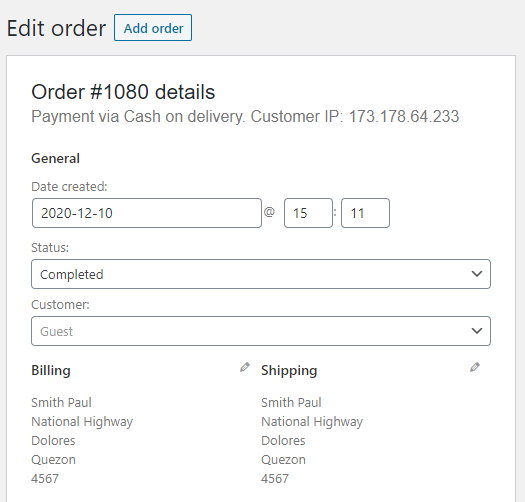 Edit order Add order
Order #1080 details
Payment via Cash on delivery. Customer IP: 173.178.64.233
General
Date created:
2020-12-10 @ 15 : 11
Status:
Completed
Customer:
Guest
Billing
Smith Paul
National Highway
Dolores
Quezon
4567
Shipping
Smith Paul
National Highway
Dolores
Quezon
4567